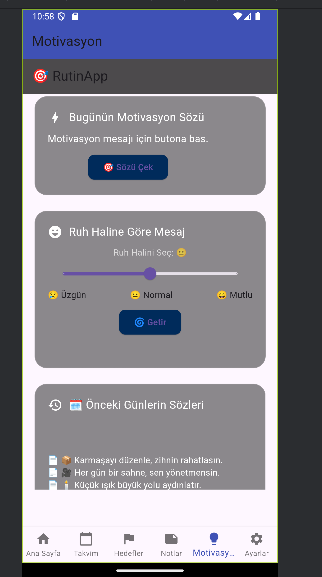 10:58
Motivasyon
🎯 RutinApp
Bugünün Motivasyon Sözü
Motivasyon mesajı için butona bas.
🎯 Sözü Çek
Ruh Haline Göre Mesaj
Ruh Halini Seç: 😐
😢 Üzgün 😐 Normal 😄 Mutlu
🌀 Getir
🗓️ Önceki Günlerin Sözleri
📄 📦 Karmaşayı düzenle, zihnin rahatlasın.
📄 🎥 Her gün bir sahne, sen yönetmensin.
📄 🕯️ Küçük ışık büyük yolu aydınlatır.
Ana Sayfa Takvim Hedefler Notlar Motivasy... Ayarlar